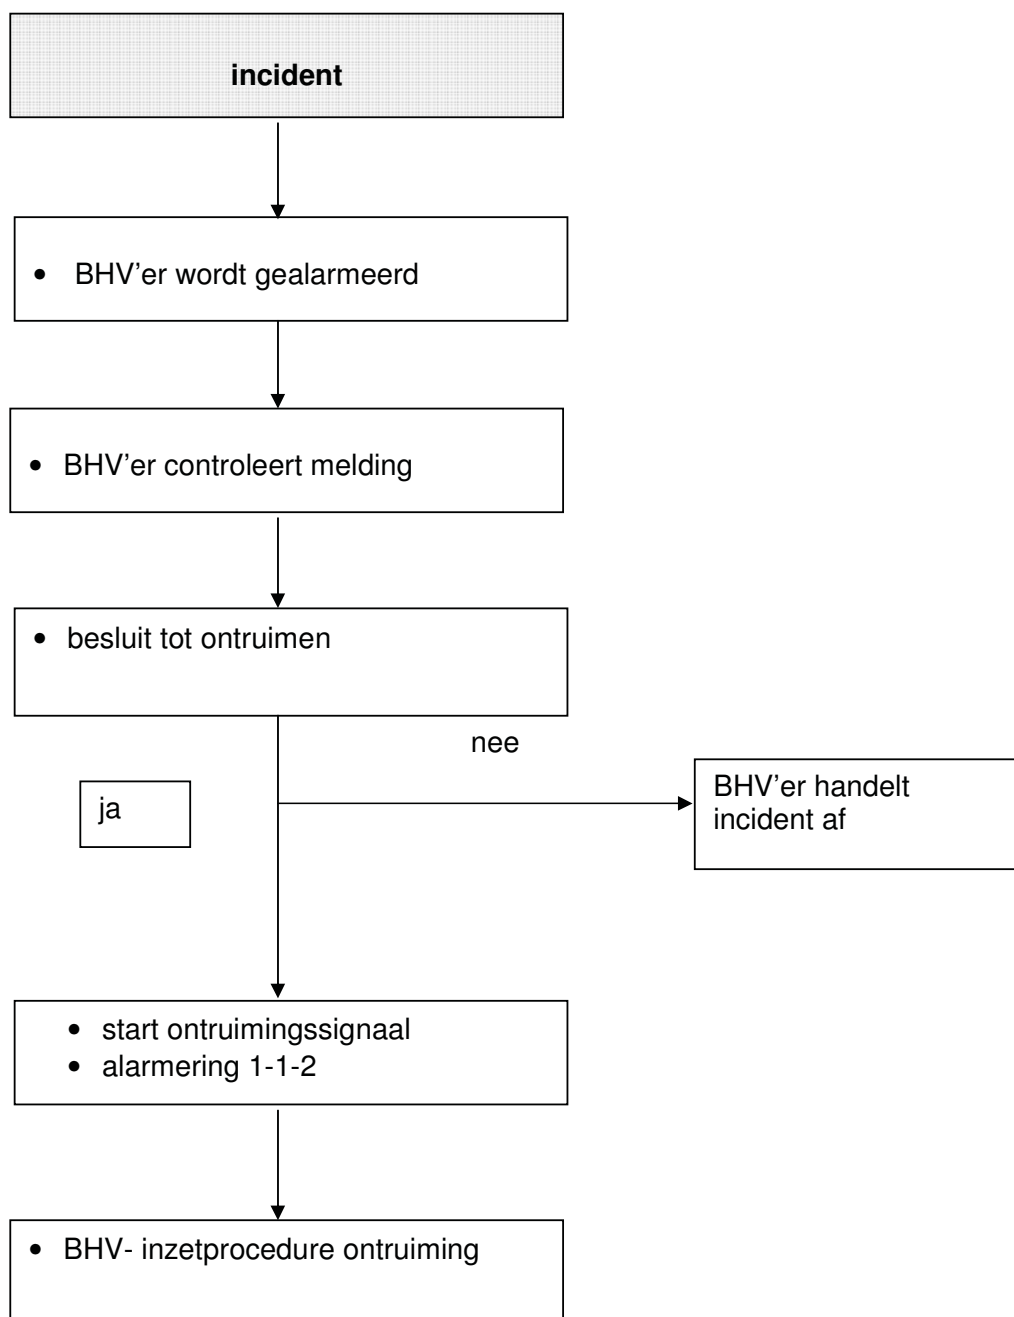 incident
• BHV’er wordt gealarmeerd
• BHV’er controleert melding
• besluit tot ontruimen
nee
ja
BHV’er handelt
incident af
• start ontruimingssignaal
• alarmering 1-1-2
• BHV- inzetprocedure ontruiming